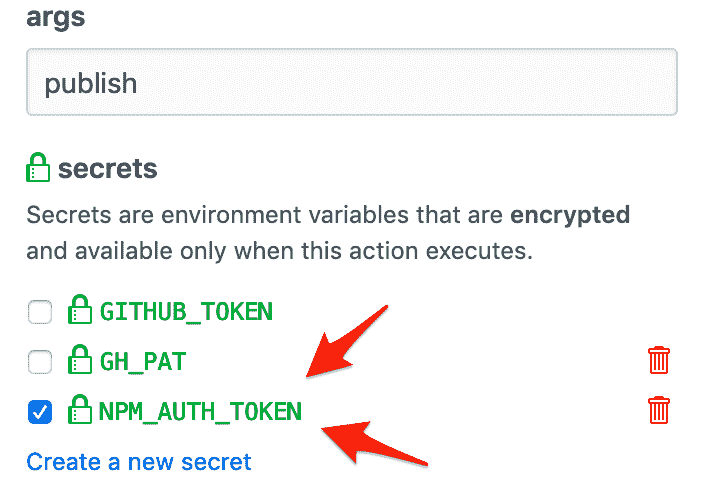 args
publish
secrets
Secrets are environment variables that are encrypted
and available only when this action executes.
GITHUB_TOKEN
GH_PAT
NPM_AUTH_TOKEN
Create a new secret